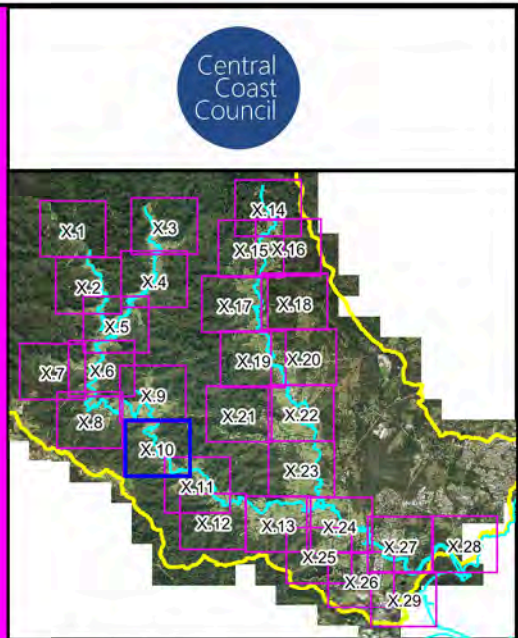 Central
Coast
Council
X.1
X.3
X.14
X.15 X.16
X.2
X.4
X.17
X.18
X.5
X.19
X.20
X.7
X.6
X.9
X.8
X.21
X.22
X.10
X.23
X.11
X.12
X.13
X.24
X.27
X.28
X.25
X.26
X.29